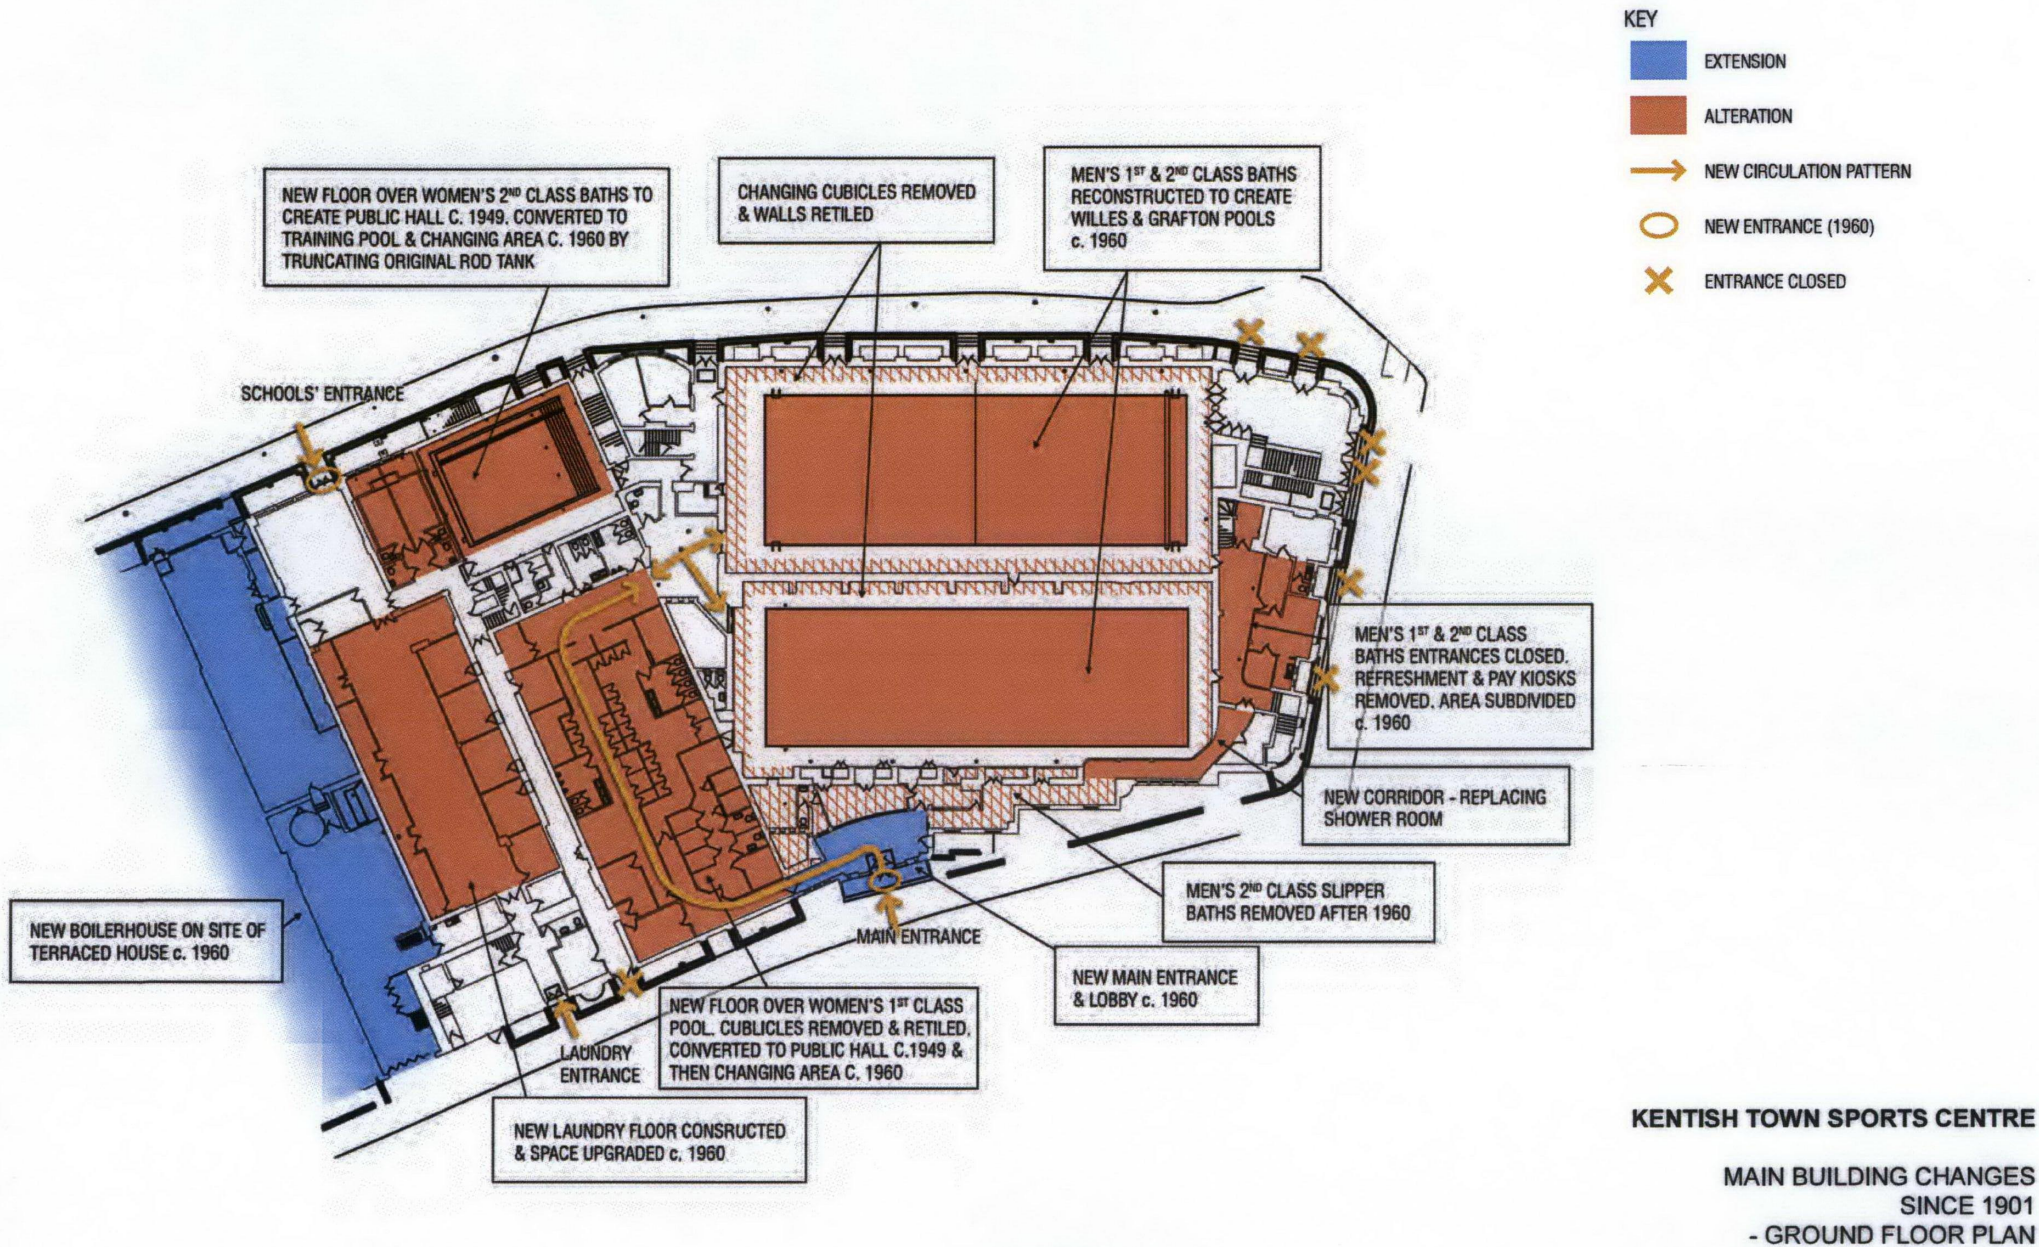 KEY
EXTENSION
ALTERATION
NEW CIRCULATION PATTERN
NEW ENTRANCE (1960)
ENTRANCE CLOSED
NEW FLOOR OVER WOMEN'S 2ND CLASS BATHS TO
CREATE PUBLIC HALL C. 1949. CONVERTED TO
TRAINING POOL & CHANGING AREA C. 1960 BY
TRUNCATING ORIGINAL ROD TANK
CHANGING CUBICLES REMOVED
& WALLS RETILED
MEN'S 1ST & 2ND CLASS BATHS
RECONSTRUCTED TO CREATE
WILLES & GRAFTON POOLS
c. 1960
SCHOOLS' ENTRANCE
MEN'S 1ST & 2ND CLASS
BATHS ENTRANCES CLOSED.
REFRESHMENT & PAY KIOSKS
REMOVED. AREA SUBDIVIDED
c. 1960
NEW CORRIDOR - REPLACING
SHOWER ROOM
MEN'S 2ND CLASS SLIPPER
BATHS REMOVED AFTER 1960
NEW BOILERHOUSE ON SITE OF
TERRACED HOUSE c. 1960
MAIN ENTRANCE
NEW MAIN ENTRANCE
& LOBBY c. 1960
NEW FLOOR OVER WOMEN'S 1ST CLASS
POOL. CUBLICLES REMOVED & RETILED.
CONVERTED TO PUBLIC HALL C.1949 &
THEN CHANGING AREA C. 1960
LAUNDRY
ENTRANCE
NEW LAUNDRY FLOOR CONSRUCTED
& SPACE UPGRADED c. 1960
KENTISH TOWN SPORTS CENTRE
MAIN BUILDING CHANGES
SINCE 1901
- GROUND FLOOR PLAN